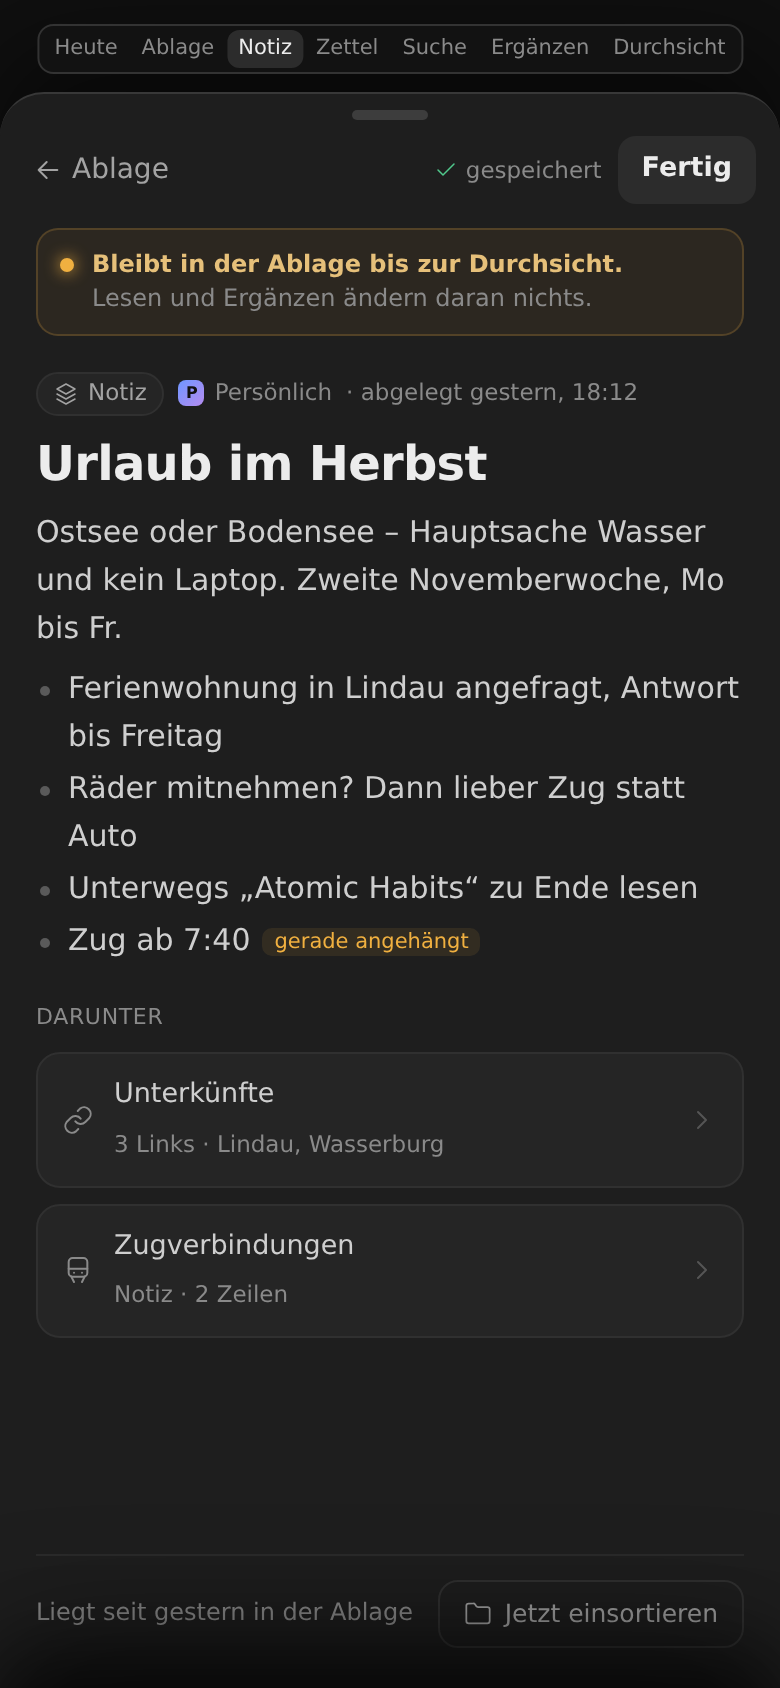 Heute Ablage Notiz Zettel Suche Ergänzen Durchsicht
← Ablage ✓ gespeichert Fertig
Bleibt in der Ablage bis zur Durchsicht.
Lesen und Ergänzen ändern daran nichts.
Notiz P Persönlich · abgelegt gestern, 18:12
Urlaub im Herbst
Ostsee oder Bodensee – Hauptsache Wasser
und kein Laptop. Zweite Novemberwoche, Mo
bis Fr.
• Ferienwohnung in Lindau angefragt, Antwort
bis Freitag
• Räder mitnehmen? Dann lieber Zug statt
Auto
• Unterwegs „Atomic Habits“ zu Ende lesen
• Zug ab 7:40 gerade angehängt
DARUNTER
Unterkünfte
3 Links · Lindau, Wasserburg
Zugverbindungen
Notiz · 2 Zeilen
Liegt seit gestern in der Ablage Jetzt einsortieren